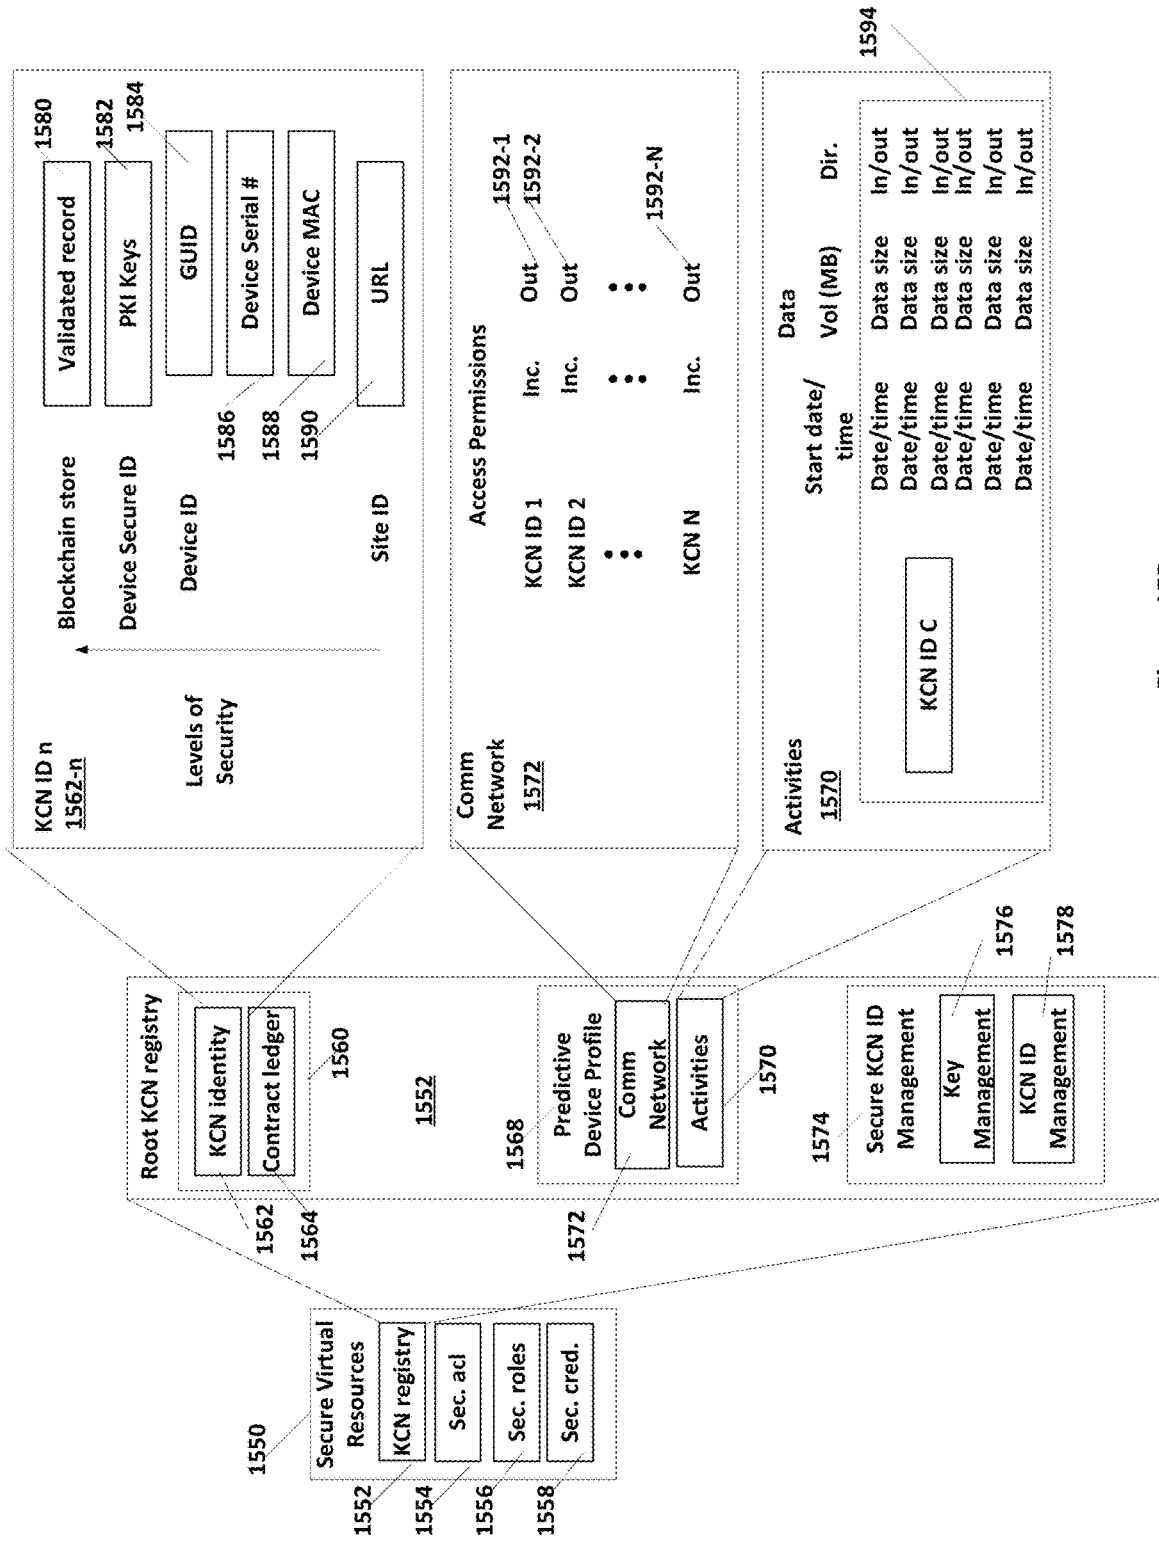 1550
Secure Virtual
Resources
KCN registry
Sec. acl
Sec. roles
Sec. cred.
1552
1554
1556
1558
Root KCN registry
KCN identity
Contract ledger
1562
1564
1560
1552
1568
Predictive
Device Profile
Comm
Network
Activities
1572
1570
1574
Secure KCN ID
Management
Key
Management
KCN ID
Management
1576
1578
KCN ID n
1562-n
Levels of
Security
Blockchain store
Device Secure ID
Device ID
Site ID
Validated record
PKI Keys
GUID
Device Serial #
Device MAC
URL
1580
1582
1584
1586
1588
1590
Comm
Network
1572
Access Permissions
KCN ID 1 Inc. Out
KCN ID 2 Inc. Out
KCN N Inc. Out
1592-1
1592-2
1592-N
Activities
1570
KCN ID C
Start date/
time
Data
Vol (MB)
Dir.
Date/time Data size In/out
Date/time Data size In/out
Date/time Data size In/out
Date/time Data size In/out
Date/time Data size In/out
Date/time Data size In/out
1594